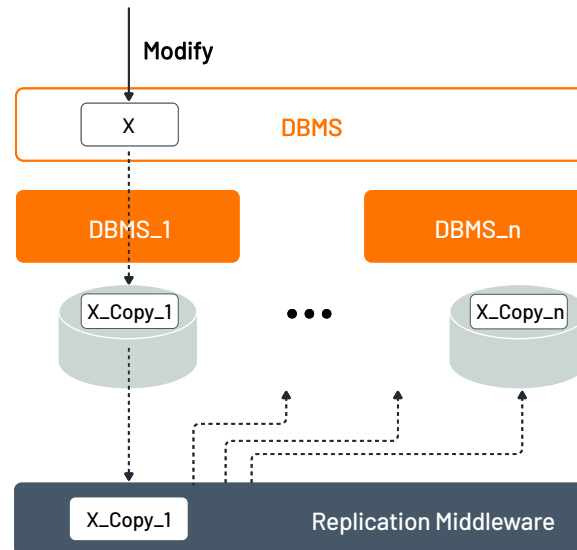 Modify
X
DBMS
DBMS_1
DBMS_n
X_Copy_1
X_Copy_n
X_Copy_1
Replication Middleware